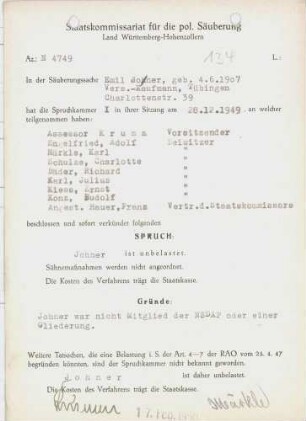 Staatskommissariat für die pol. Säuberung
Land Württemberg-Hohenzollern
Az.: N 4749
134
L.:
In der Säuberungssache Emil Johner, geb. 4.6.1907
Vers.-Kaufmann, Tübingen
Charlottenstr. 39
hat die Spruchkammer I in ihrer Sitzung am 28.12.1949, an welcher
teilgenommen haben:
Assessor Krumm Vorsitzender
Engelfried, Adolf Beisitzer
Märkle, Karl "
Schulze, Charlotte "
Bader, Richard "
Karl, Julius "
Kiess, Ernst "
Konz, Rudolf "
Angest. Mauer, Franz Vertr.d.Staatskommissars
beschlossen und sofort verkündet folgenden
SPRUCH:
Johner ist unbelastet.
Sühnemaßnahmen werden nicht angeordnet.
Die Kosten des Verfahrens trägt die Staatskasse.
Gründe:
Johner war nicht Mitglied der NSDAP oder einer
Gliederung.
Weitere Tatsachen, die eine Belastung i. S. der Art. 4—7 der RAO. v. 25. 4. 47
begründen könnten, sind der Spruchkammer nicht bekannt geworden.
Johner ist daher unbelastet.
Die Kosten des Verfahrens trägt die Staatskasse.
Krumm Märkle